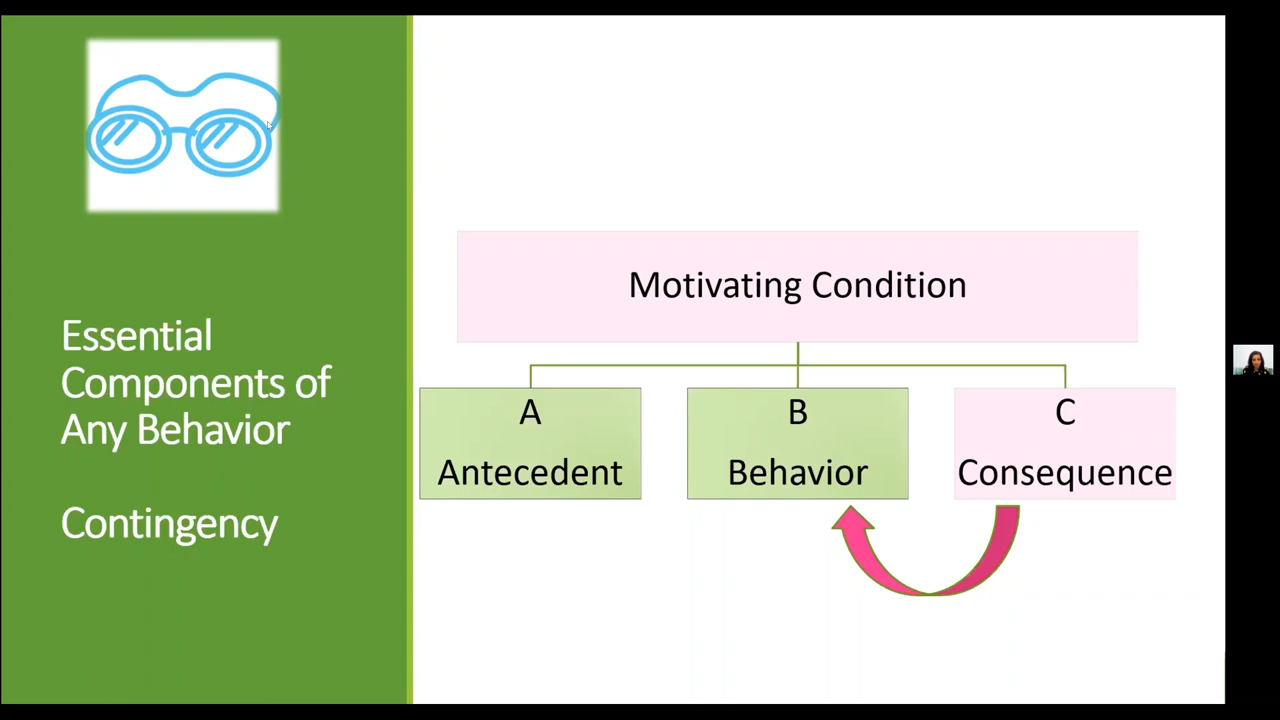 Essential
Components of
Any Behavior
Contingency
Motivating Condition
A
Antecedent
B
Behavior
C
Consequence